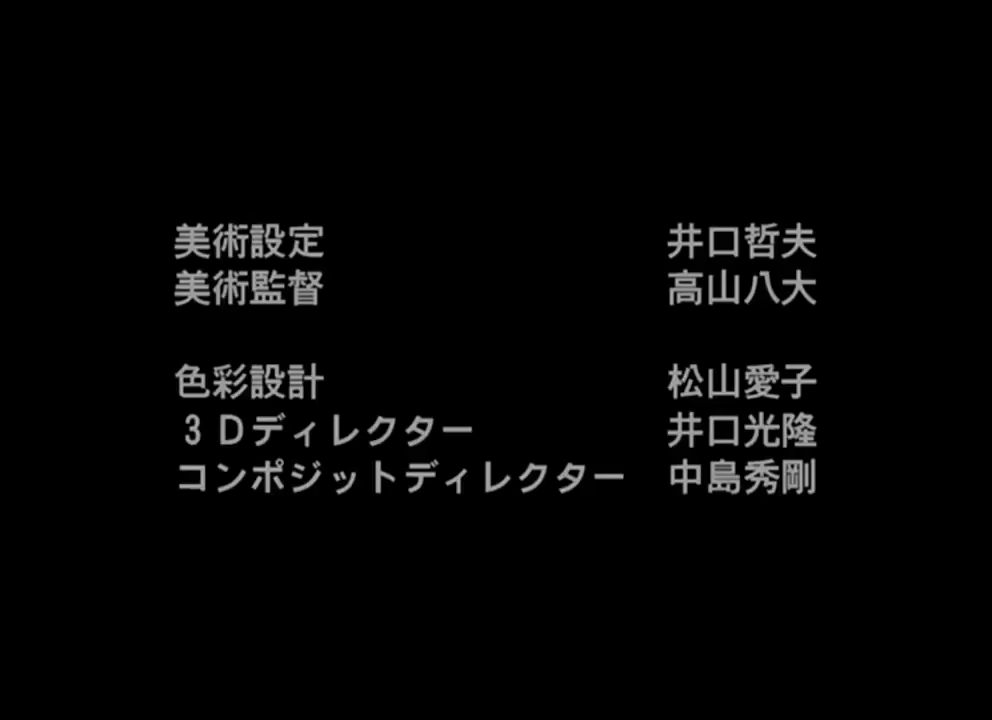 美術設定 井口哲夫
美術監督 高山八大
色彩設計 松山愛子
3Dディレクター 井口光隆
コンポジットディレクター 中島秀剛